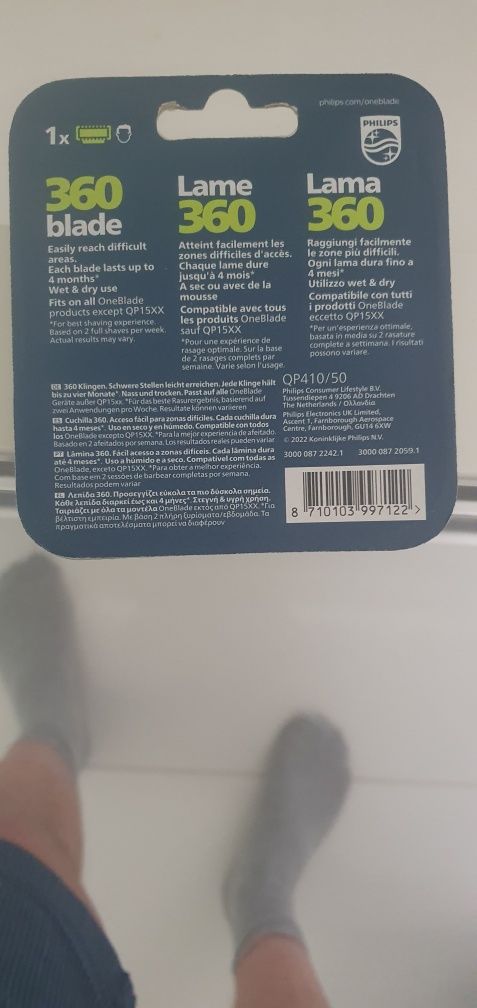 philips.com/oneblade
1x
PHILIPS
360
blade
Easily reach difficult
areas.
Each blade lasts up to
4 months*
Wet & dry use
Fits on all OneBlade
products except QP15XX
*For best shaving experience.
Based on 2 full shaves per week.
Actual results may vary.
Lame
360
Atteint facilement les
zones difficiles d'accès.
Chaque lame dure
jusqu'à 4 mois*
A sec ou avec de la
mousse
Compatible avec tous
les produits OneBlade
sauf QP15XX
*Pour une expérience de
rasage optimale. Sur la base
de 2 rasages complets par
semaine. Varie selon l'usage.
Lama
360
Raggiungi facilmente
le zone più difficili.
Ogni lama dura fino a
4 mesi*
Utilizzo wet & dry
Compatibile con tutti
i prodotti OneBlade
eccetto QP15XX
*Per un'esperienza ottimale,
basata in media su 2 rasature
complete a settimana. I risultati
possono variare.
DE 360 Klingen. Schwere Stellen leicht erreichen. Jede Klinge hält
bis zu vier Monate*. Nass und trocken. Passt auf alle OneBlade
Geräte außer QP15xx. *Für das beste Rasurergebnis, basierend auf
zwei Anwendungen pro Woche. Resultate können variieren
ES Cuchilla 360. Acceso fácil para zonas difíciles. Cada cuchilla dura
hasta 4 meses*. Uso en seco y en húmedo. Compatible con todos
los OneBlade excepto QP15XX. *Para la mejor experiencia de afeitado.
Basado en 2 afeitados por semana. Los resultados reales pueden variar
PT Lâmina 360. Fácil acesso a zonas difíceis. Cada lâmina dura
até 4 meses*. Usa a húmido e a seco. Compatível com todas as
OneBlade, exceto QP15XX. *Para obter a melhor experiência.
Com base em 2 sessões de barbear completas por semana.
Resultados podem variar
EL Λεπίδα 360. Προσεγγίζει εύκολα τα πιο δύσκολα σημεία.
Κάθε λεπίδα διαρκεί έως και 4 μήνες*. Στεγνή & υγρή χρήση.
Ταιριάζει με όλα τα μοντέλα OneBlade εκτός από QP15XX. *Για
βέλτιστη εμπειρία. Με βάση 2 πλήρη ξυρίσματα/εβδομάδα. Τα
πραγματικά αποτελέσματα μπορεί να διαφέρουν
QP410/50
Philips Consumer Lifestyle B.V.
Tussendiepen 4 9206 AD Drachten
The Netherlands / Ολλανδία
Philips Electronics UK Limited,
Ascent 1, Farnborough Aerospace
Centre, Farnborough, GU14 6XW
© 2022 Koninklijke Philips N.V.
3000 087 2242.1 3000 087 2059.1
8 710103 997122 >